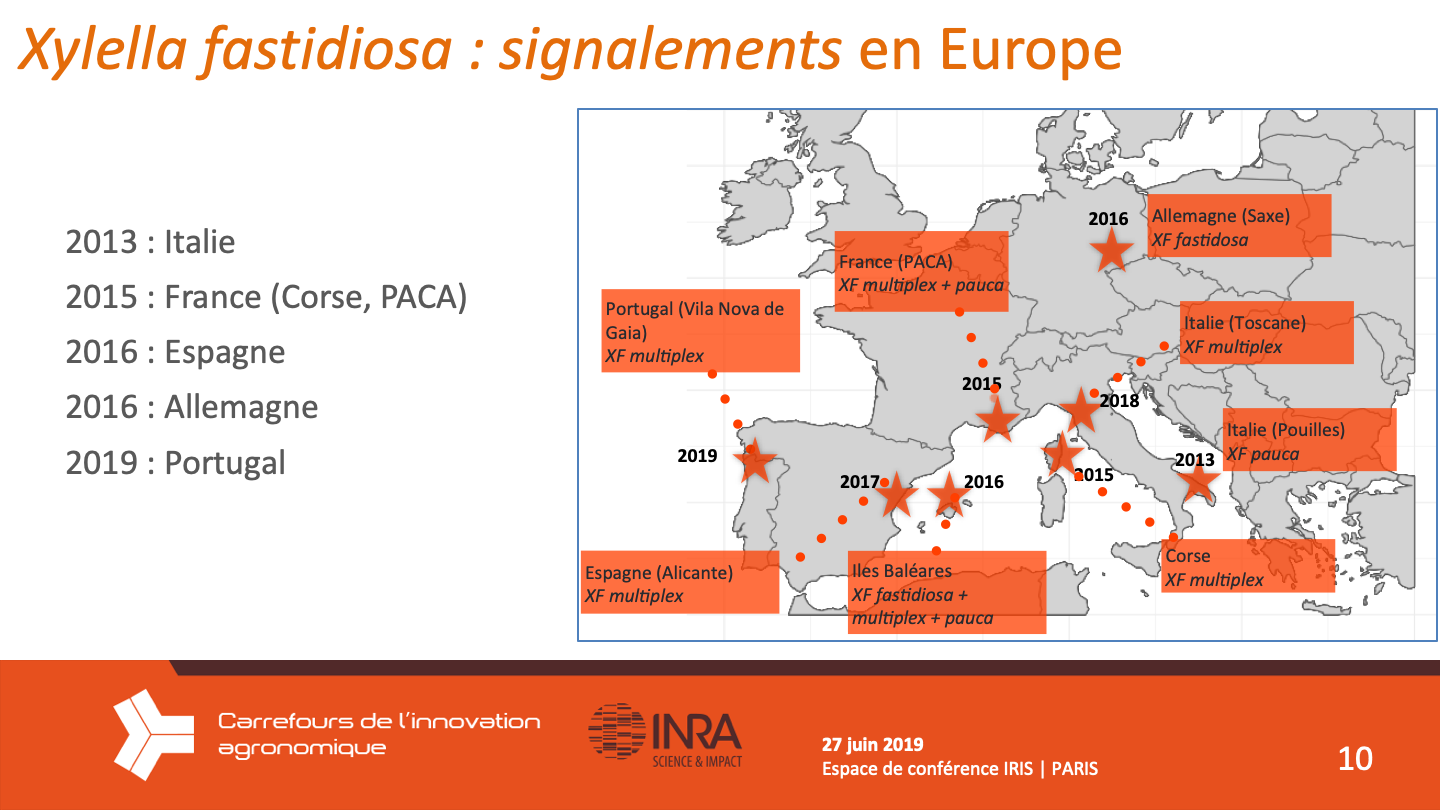 Xylella fastidiosa : signalements en Europe
2013 : Italie
2015 : France (Corse, PACA)
2016 : Espagne
2016 : Allemagne
2019 : Portugal
2016
Allemagne (Saxe)
XF fastidosa
France (PACA)
XF multiplex + pauca
Portugal (Vila Nova de
Gaia)
XF multiplex
Italie (Toscane)
XF multiplex
2015
2018
Italie (Pouilles)
XF pauca
2019
2017
2016
2015
2013
Espagne (Alicante)
XF multiplex
Iles Baléares
XF fastidiosa +
multiplex + pauca
Corse
XF multiplex
Carrefours de l'innovation
agronomique
INRA
SCIENCE & IMPACT
27 juin 2019
Espace de conférence IRIS | PARIS
10